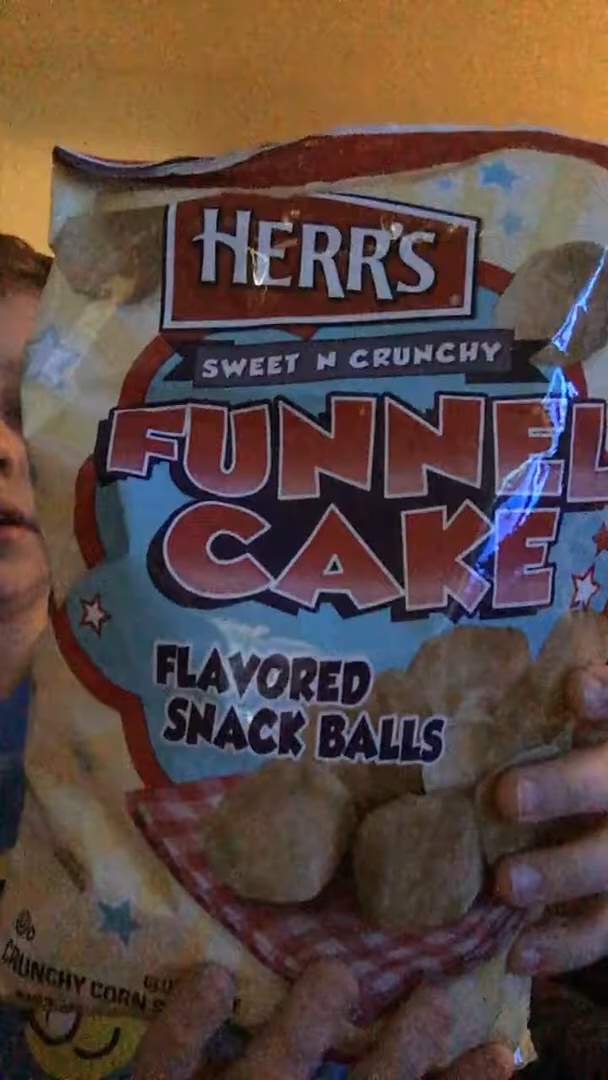 HERR'S
SWEET N CRUNCHY
FUNNEL
CAKE
FLAVORED
SNACK BALLS
CRUNCHY CORN